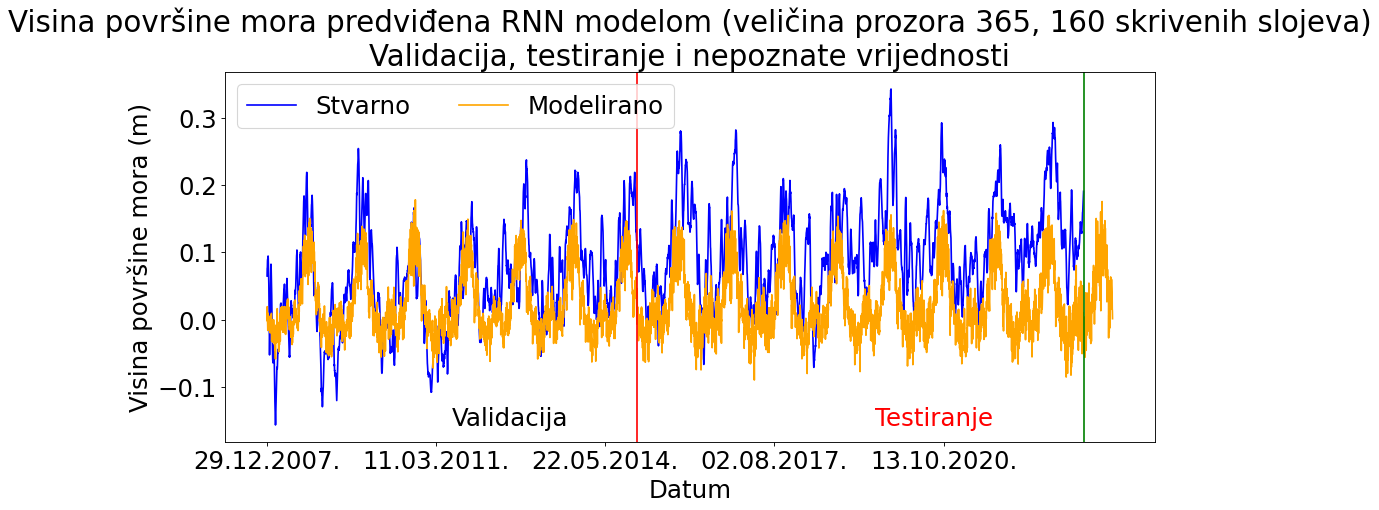 Visina površine mora predviđena RNN modelom (veličina prozora 365, 160 skrivenih slojeva)
Validacija, testiranje i nepoznate vrijednosti
Stvarno Modelirano
Visina površine mora (m)
0.3
0.2
0.1
0.0
−0.1
Validacija
Testiranje
29.12.2007. 11.03.2011. 22.05.2014. 02.08.2017. 13.10.2020.
Datum